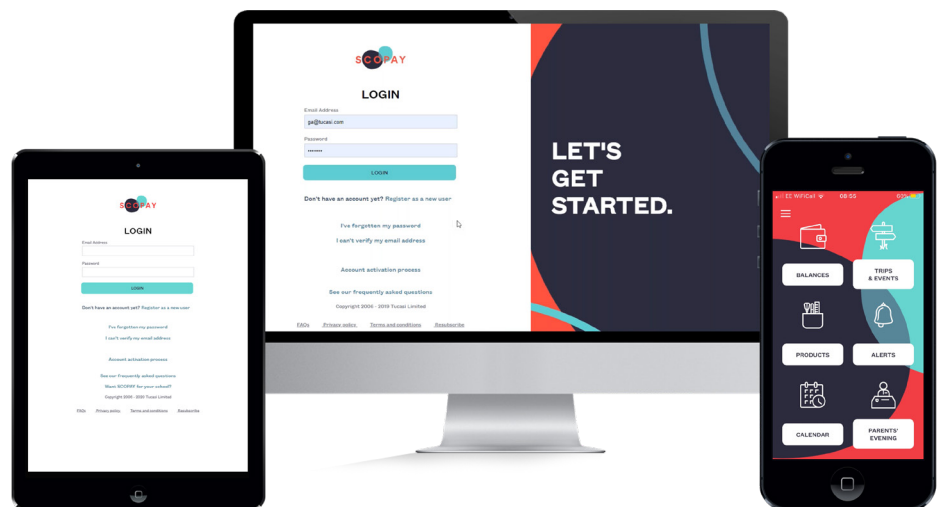 SCOPAY
LOGIN
Email Address
Password
LOGIN
Don't have an account yet? Register as a new user
I've forgotten my password
I can't verify my email address
Account activation process
See our frequently asked questions
Want SCOPAY for your school?
Copyright 2004 - 2020 Tucasi Limited
FAQs Privacy policy Terms and conditions Resubscribe
SCOPAY
LOGIN
Email Address
ga@tucasi.com
Password
LOGIN
Don't have an account yet? Register as a new user
I've forgotten my password
I can't verify my email address
Account activation process
See our frequently asked questions
Copyright 2004 - 2019 Tucasi Limited
FAQs Privacy policy Terms and conditions Resubscribe
LET'S
GET
STARTED.
EE WiFiCall 08:55
BALANCES
TRIPS
& EVENTS
PRODUCTS
ALERTS
CALENDAR
PARENTS'
EVENING